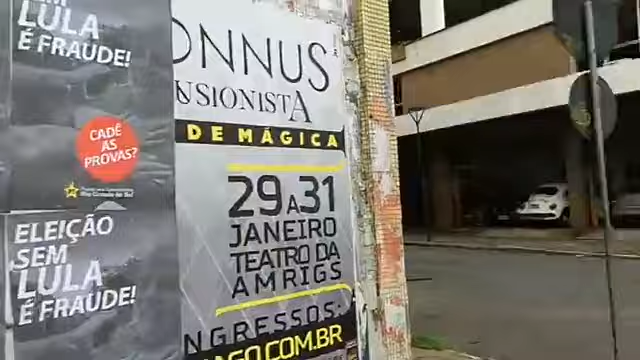 LULA
É FRAUDE!
CADÊ
AS
PROVAS?
ELEIÇÃO
SEM
LULA
É FRAUDE!
ONNUS
USIONISTA
DE MÁGICA
29 A 31
JANEIRO
TEATRO DA
AMRIGS
NGRESSOS:
AGO.COM.BR